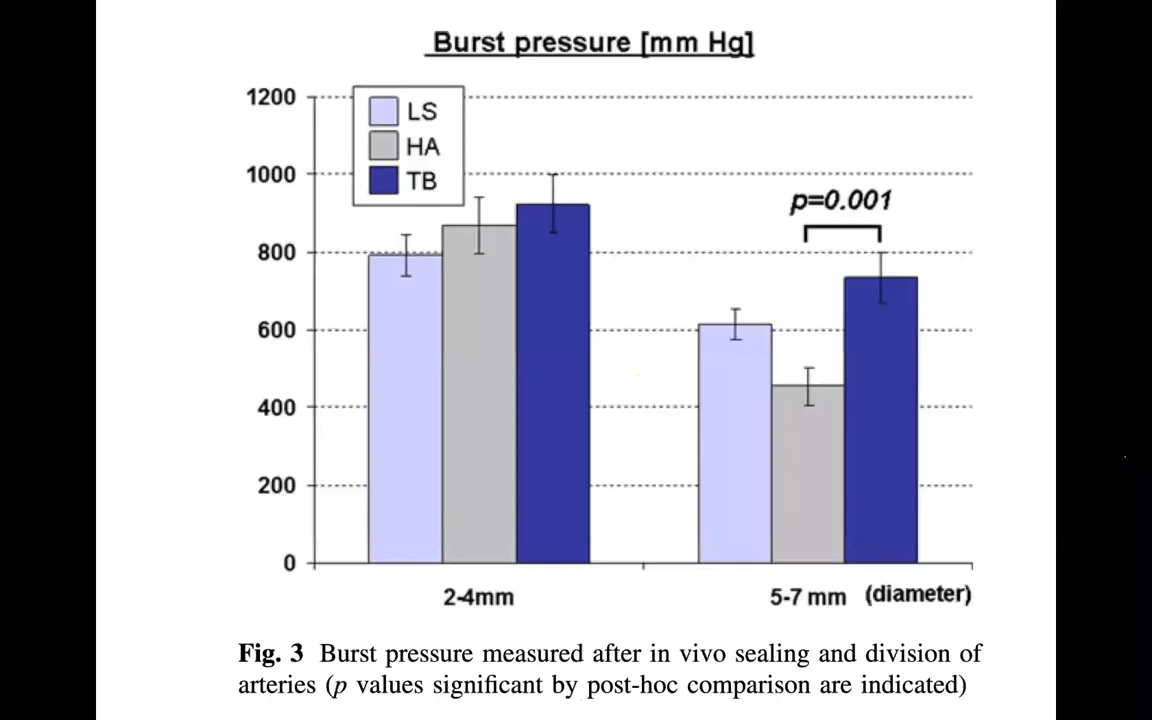 Burst pressure [mm Hg]
1200
1000
800
600
400
200
0
LS
HA
TB
p=0.001
2-4mm
5-7 mm
(diameter)
Fig. 3 Burst pressure measured after in vivo sealing and division of
arteries (p values significant by post-hoc comparison are indicated)